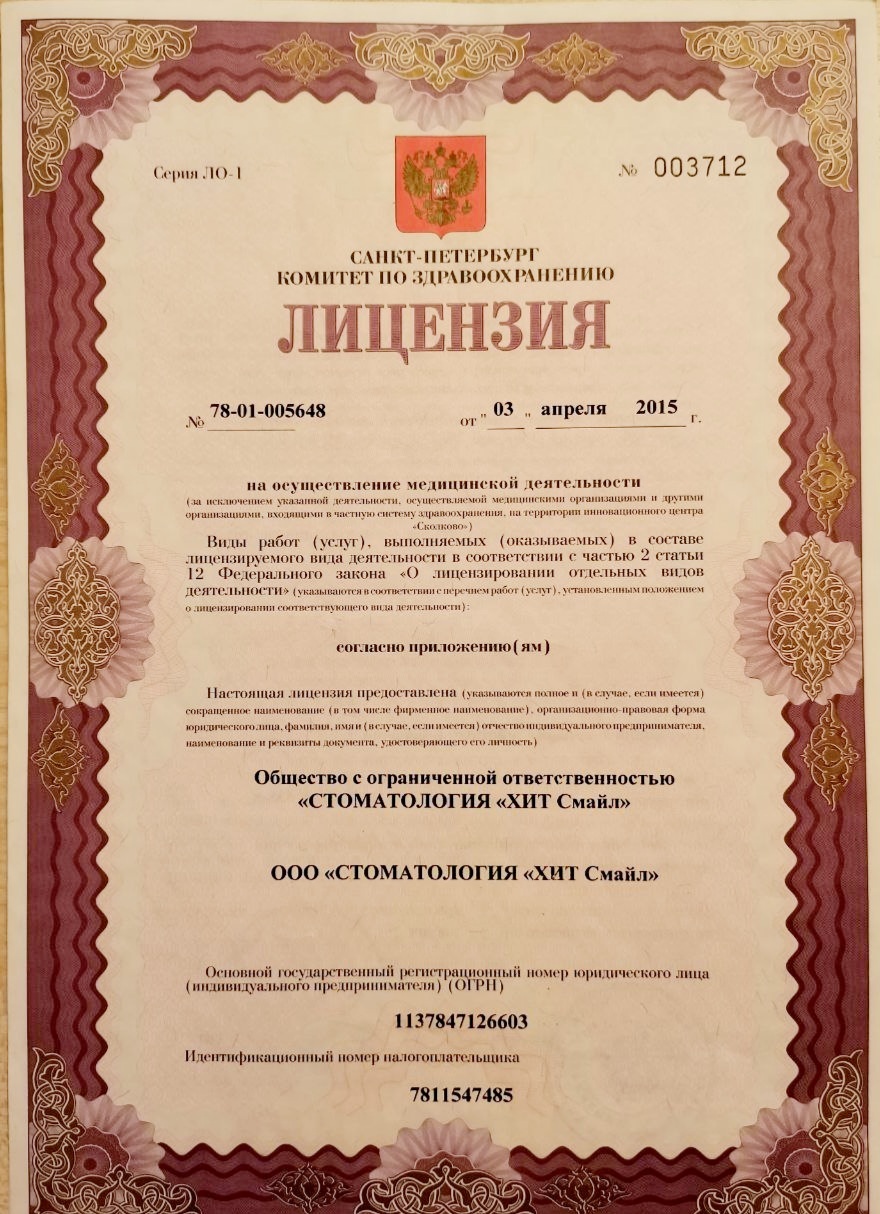 Серия ЛО-1
№ 003712
САНКТ-ПЕТЕРБУРГ
КОМИТЕТ ПО ЗДРАВООХРАНЕНИЮ
ЛИЦЕНЗИЯ
№ 78-01-005648
от " 03 " апреля 2015 г.
на осуществление медицинской деятельности
(за исключением указанной деятельности, осуществляемой медицинскими организациями и другими
организациями, входящими в частную систему здравоохранения, на территории инновационного центра
«Сколково»)
Виды работ (услуг), выполняемых (оказываемых) в составе
лицензируемого вида деятельности в соответствии с частью 2 статьи
12 Федерального закона «О лицензировании отдельных видов
деятельности» (указываются в соответствии с перечнем работ (услуг), установленным положением
о лицензировании соответствующего вида деятельности):
согласно приложению(ям)
Настоящая лицензия предоставлена (указываются полное и (в случае, если имеется)
сокращенное наименование (в том числе фирменное наименование), организационно-правовая форма
юридического лица, фамилия, имя и (в случае, если имеется) отчество индивидуального предпринимателя,
наименование и реквизиты документа, удостоверяющего его личность)
Общество с ограниченной ответственностью
«СТОМАТОЛОГИЯ «ХИТ Смайл»
ООО «СТОМАТОЛОГИЯ «ХИТ Смайл»
Основной государственный регистрационный номер юридического лица
(индивидуального предпринимателя) (ОГРН)
1137847126603
Идентификационный номер налогоплательщика
7811547485